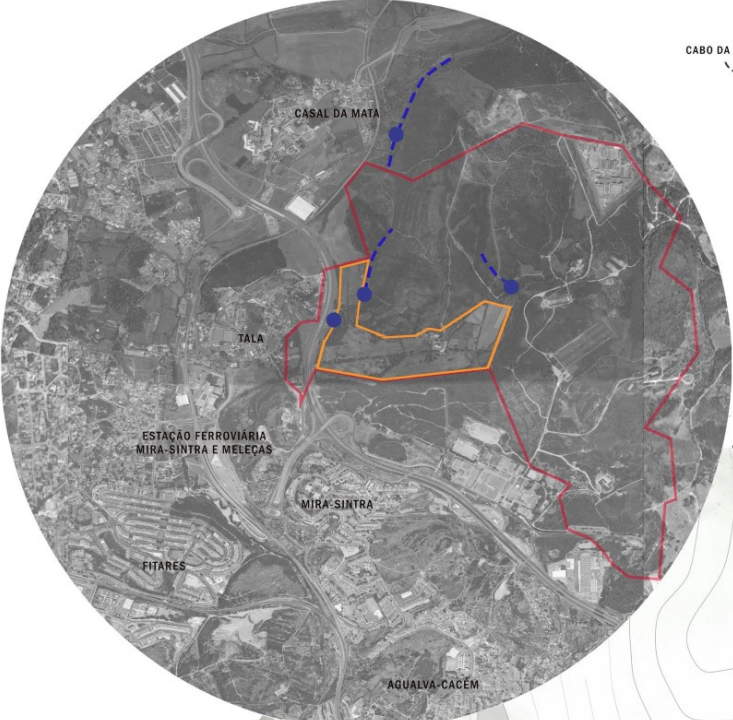 CABO DA
CASAL DA MATA
TALA
ESTAÇÃO FERROVIÁRIA
MIRA-SINTRA E MELEÇAS
MIRA-SINTRA
FITARES
AGUALVA-CACÉM